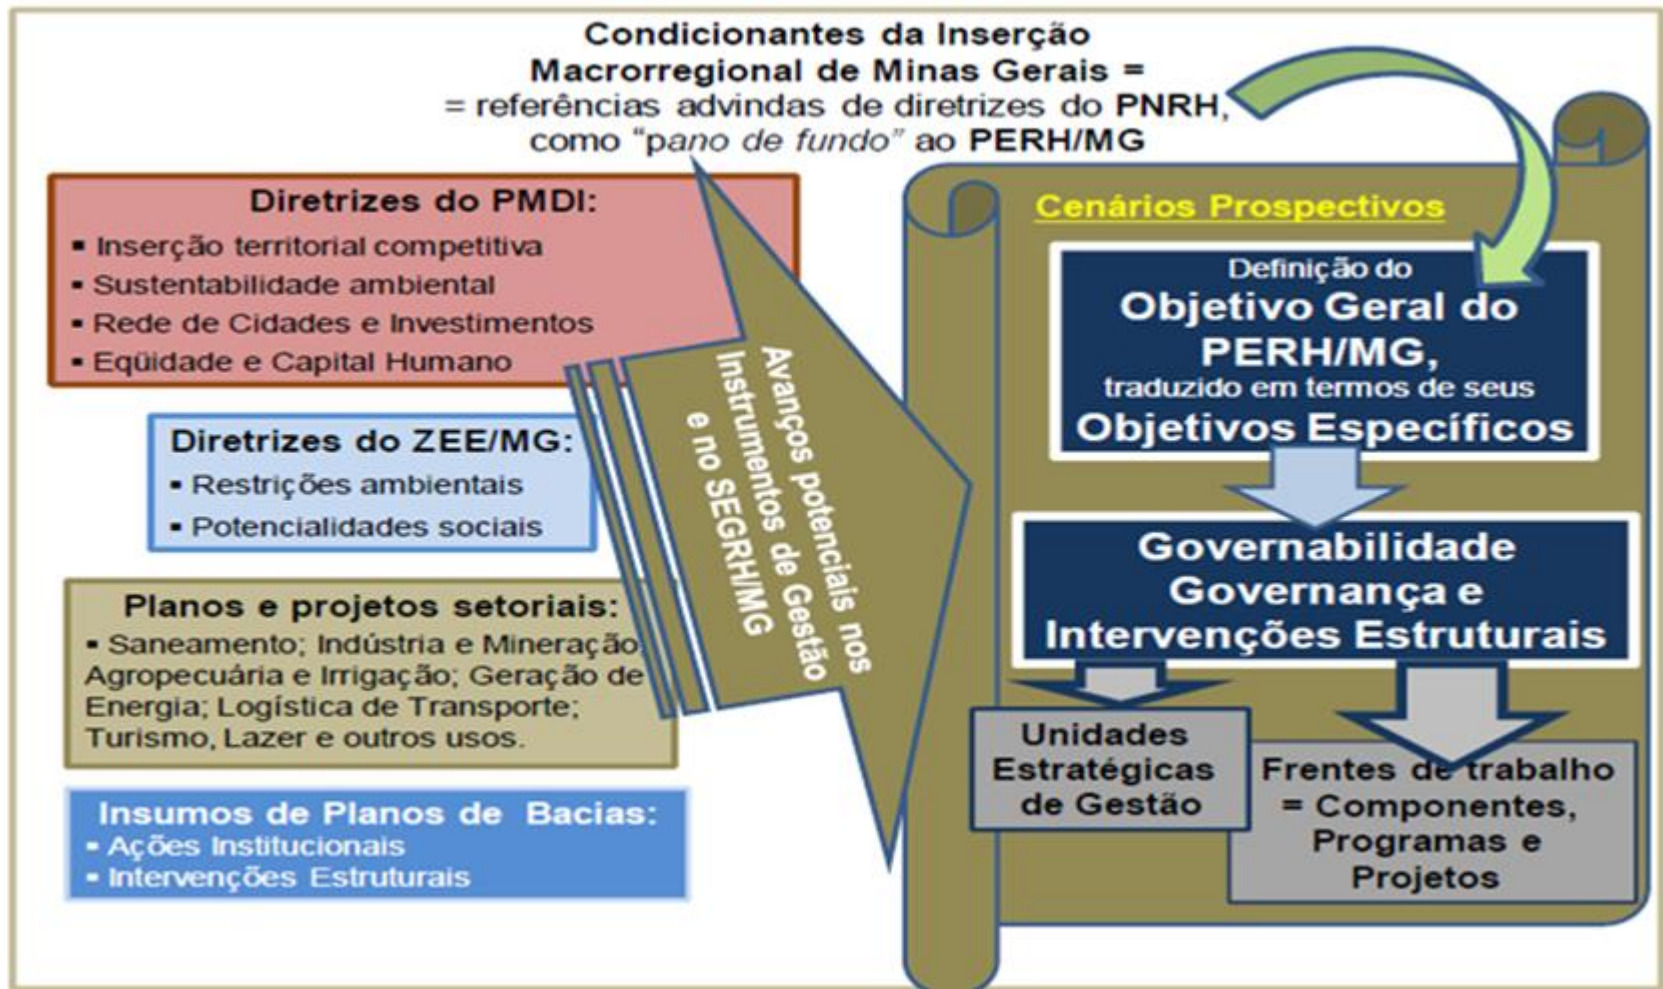 Condicionantes da Inserção
Macrorregional de Minas Gerais =
= referências advindas de diretrizes do PNRH,
como “pano de fundo” ao PERH/MG
Diretrizes do PMDI:
▪ Inserção territorial competitiva
▪ Sustentabilidade ambiental
▪ Rede de Cidades e Investimentos
▪ Eqüidade e Capital Humano
Diretrizes do ZEE/MG:
▪ Restrições ambientais
▪ Potencialidades sociais
Planos e projetos setoriais:
▪ Saneamento; Indústria e Mineração
Agropecuária e Irrigação; Geração de
Energia; Logística de Transporte;
Turismo, Lazer e outros usos.
Insumos de Planos de Bacias:
▪ Ações Institucionais
▪ Intervenções Estruturais
Avanços potenciais nos
Instrumentos de Gestão
e no SEGRH/MG
Cenários Prospectivos
Definição do
Objetivo Geral do
PERH/MG,
traduzido em termos de seus
Objetivos Específicos
Governabilidade
Governança e
Intervenções Estruturais
Unidades
Estratégicas
de Gestão
Frentes de trabalho
= Componentes,
Programas e
Projetos